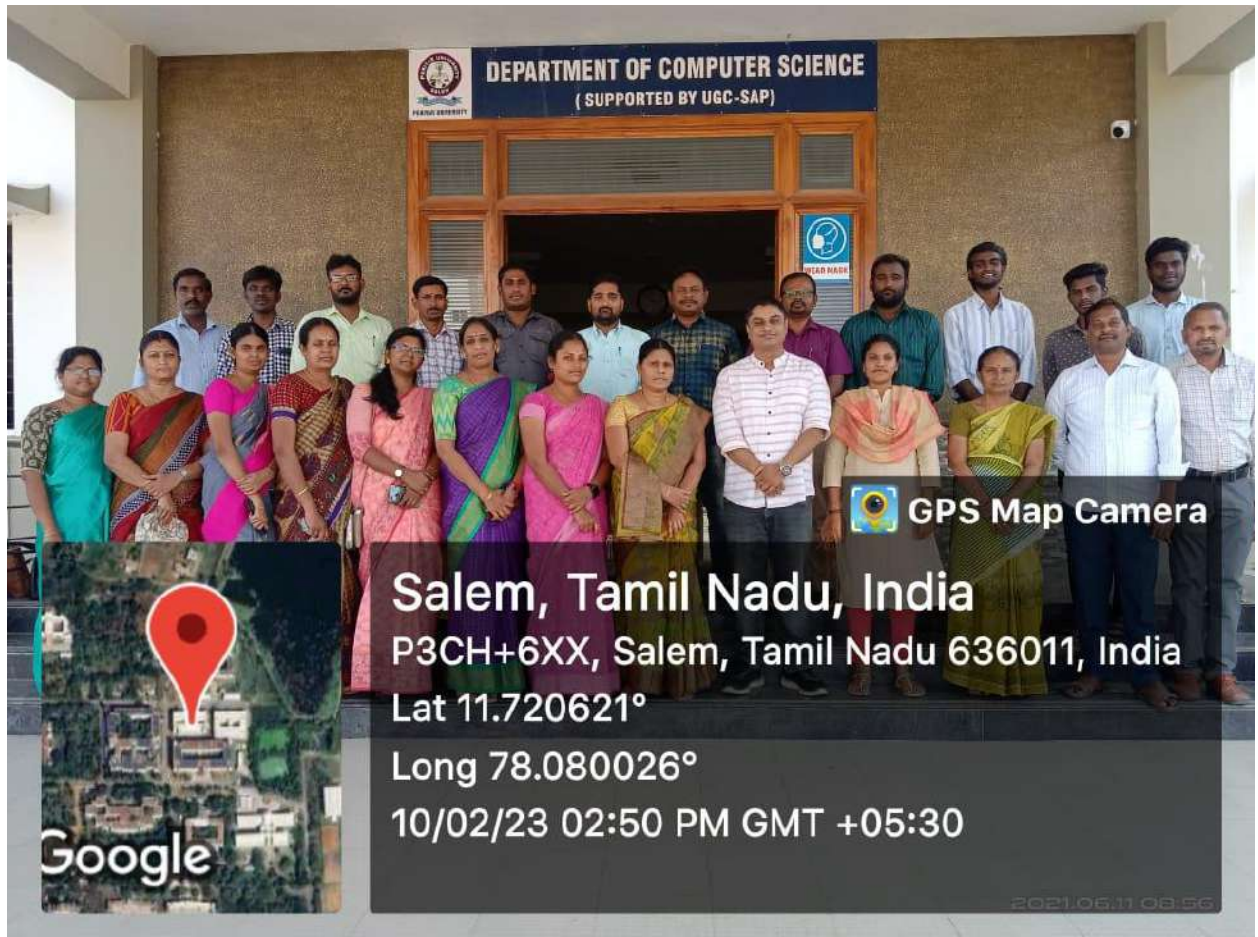 DEPARTMENT OF COMPUTER SCIENCE
( SUPPORTED BY UGC-SAP)
PERIYAR UNIVERSITY
WEAR MASK
GPS Map Camera
Salem, Tamil Nadu, India
P3CH+6XX, Salem, Tamil Nadu 636011, India
Lat 11.720621°
Long 78.080026°
10/02/23 02:50 PM GMT +05:30
Google
2021.06.11 08:56